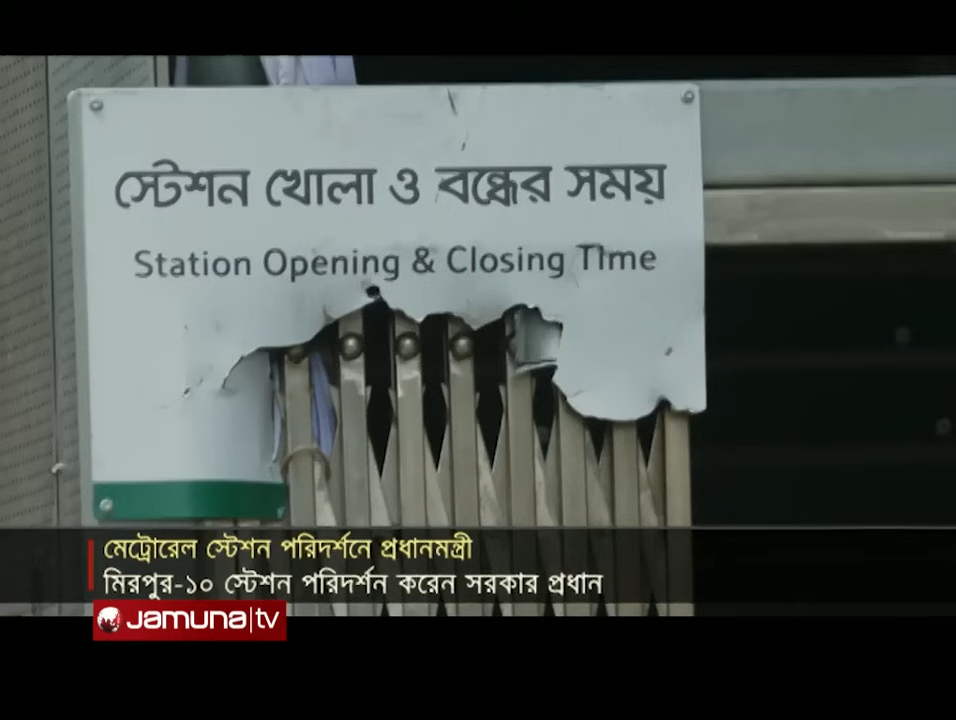 স্টেশন খোলা ও বন্ধের সময়
Station Opening & Closing Time
মেট্রোরেল স্টেশন পরিদর্শনে প্রধানমন্ত্রী
মিরপুর-১০ স্টেশন পরিদর্শন করেন সরকার প্রধান
Jamuna|tv